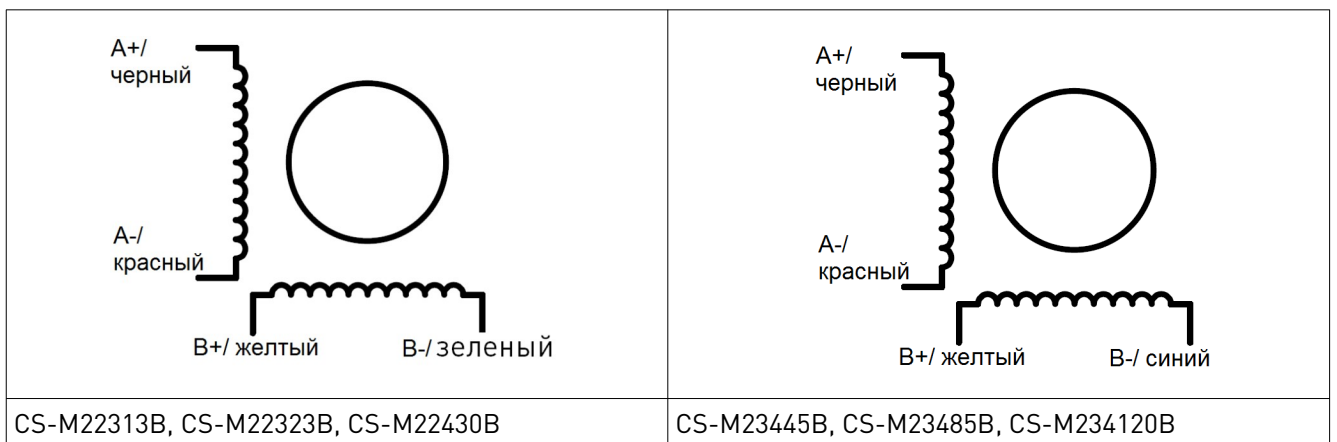 A+/
черный
A-/
красный
B+/ желтый
B-/ зеленый
CS-M22313B, CS-M22323B, CS-M22430B
A+/
черный
A-/
красный
B+/ желтый
B-/ синий
CS-M23445B, CS-M23485B, CS-M234120B